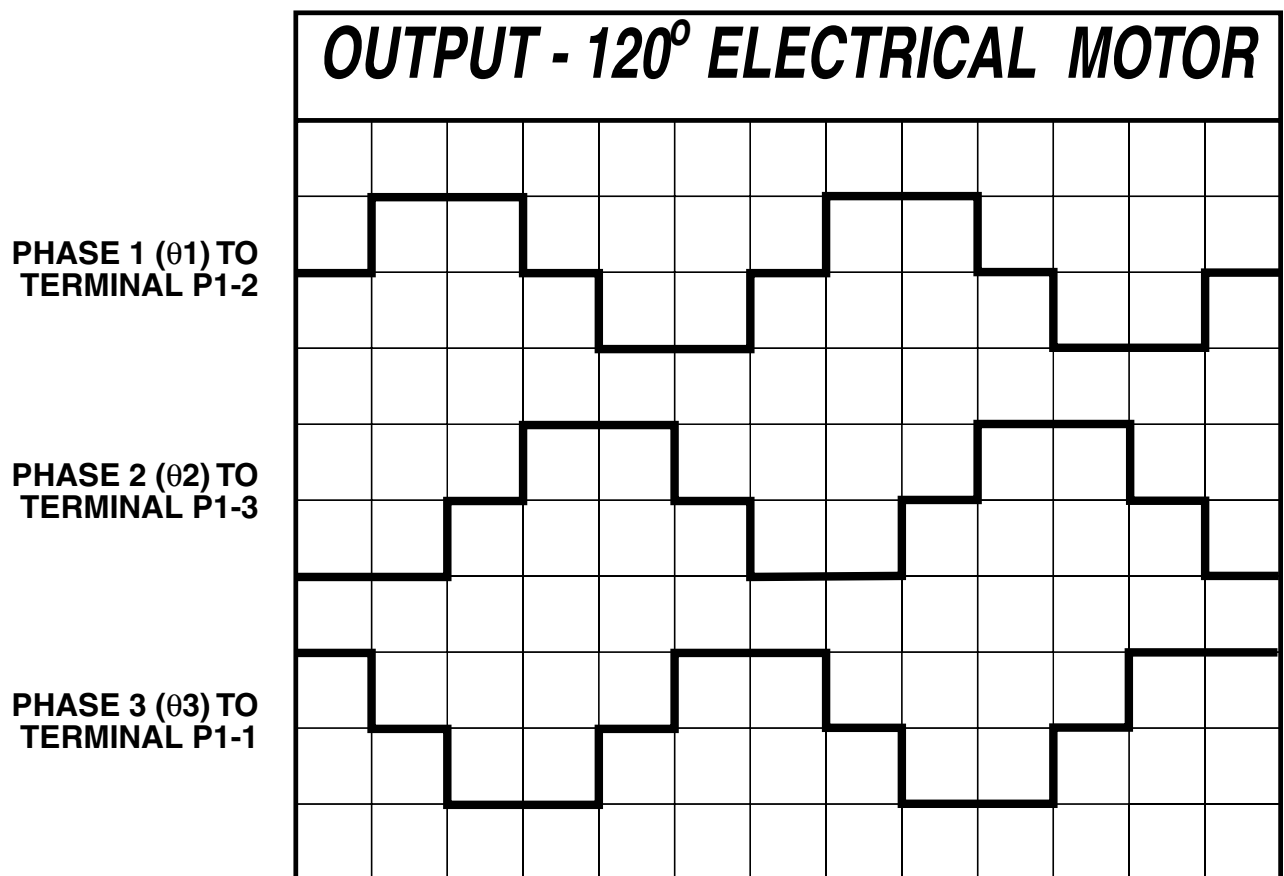 OUTPUT - 120° ELECTRICAL MOTOR
PHASE 1 (θ1) TO
TERMINAL P1-2
PHASE 2 (θ2) TO
TERMINAL P1-3
PHASE 3 (θ3) TO
TERMINAL P1-1